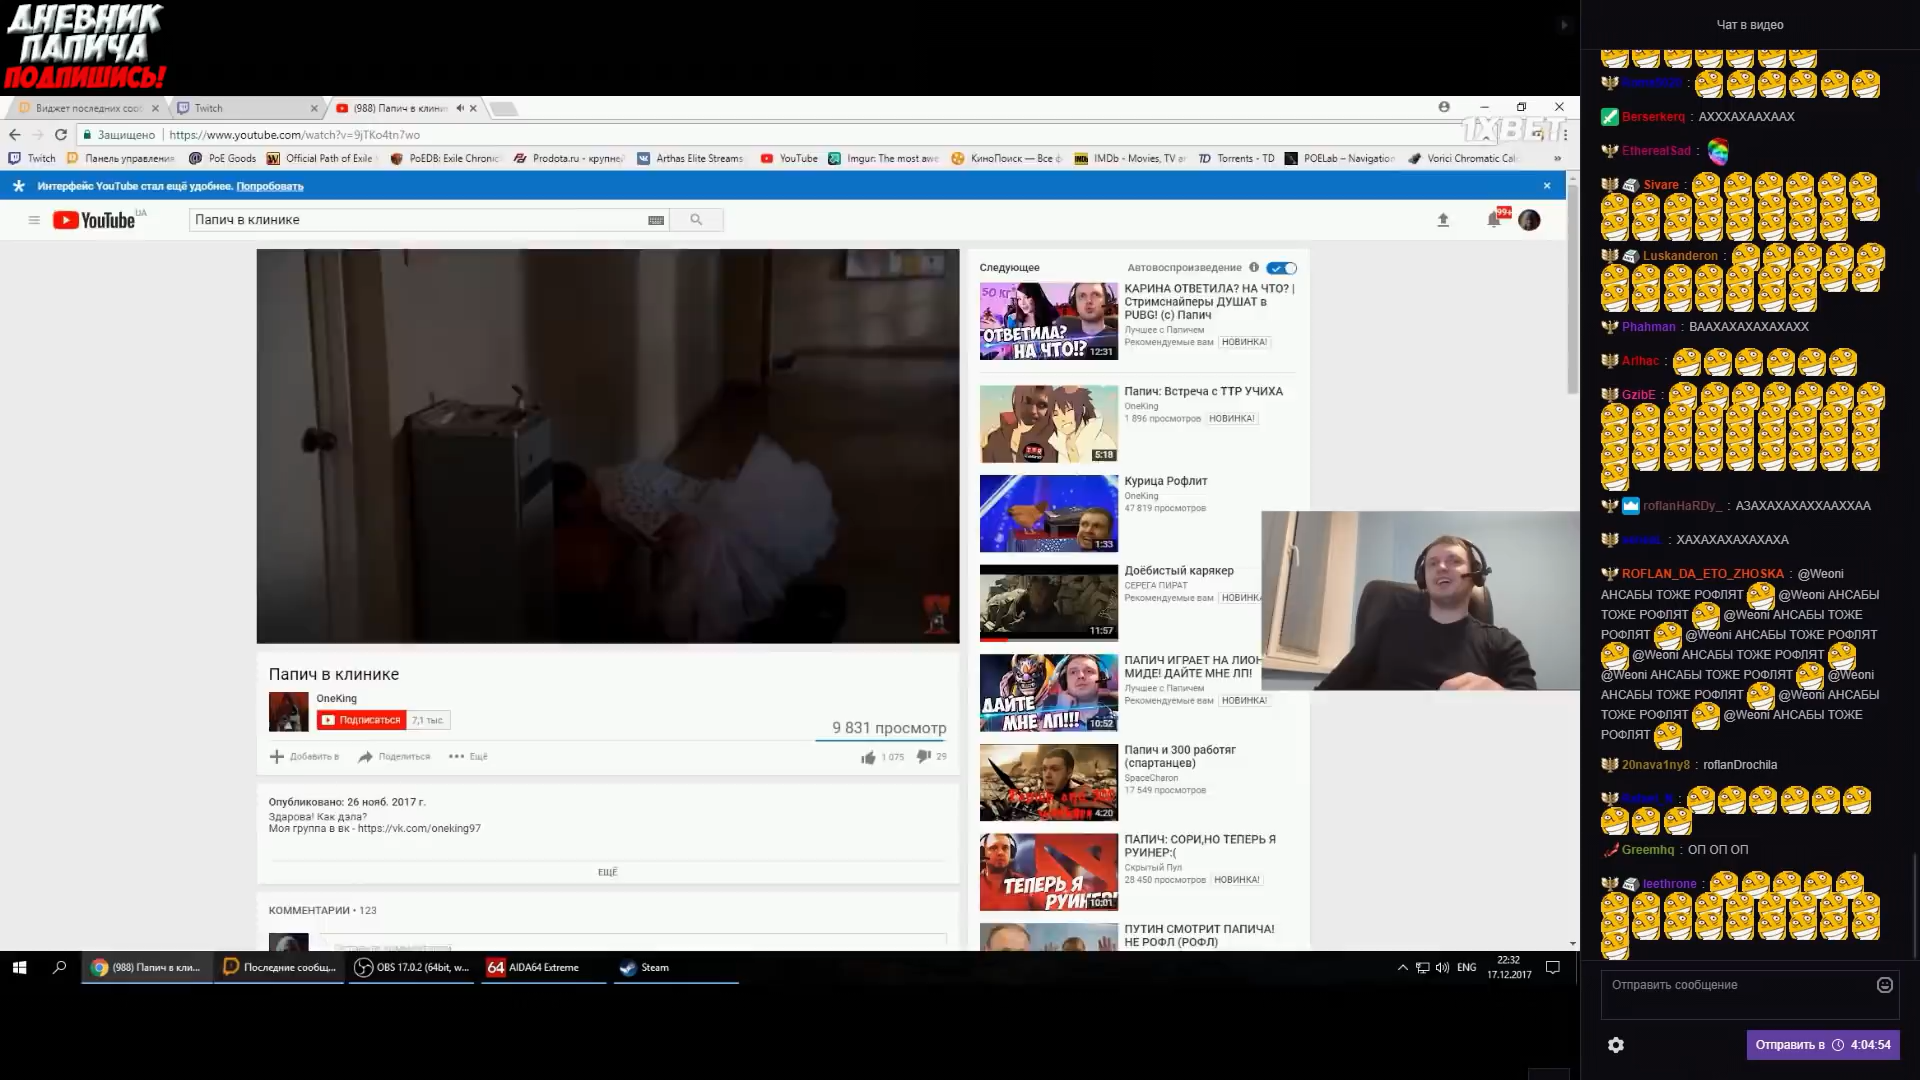 ДНЕВНИК
ПАПИЧА
ПОДПИШИСЬ!
Виджет последних соо
Twitch
(988) Папич в клин
Защищено
https://www.youtube.com/watch?v=9jTKo4tn7wo
1XBET
Twitch
Панель управления
PoE Goods
Official Path of Exile
PoEDB: Exile Chronic
Prodota.ru - крупней
Arthas Elite Streams
YouTube
Imgur: The most awe
КиноПоиск — Все ф
IMDb - Movies, TV a
Torrents - TD
POELab – Navigation
Vorici Chromatic Cal
Интерфейс YouTube стал ещё удобнее. Попробовать
YouTube UA
Папич в клинике
99+
Следующее
Автовоспроизведение
50 КГ
ОТВЕТИЛА?
НА ЧТО!?
12:31
КАРИНА ОТВЕТИЛА? НА ЧТО? |
Стримснайперы ДУШАТ в
PUBG! (с) Папич
Лучшее с Папичем
Рекомендуемые вам НОВИНКА!
5:18
Папич: Встреча с ТТР УЧИХА
OneKing
1 896 просмотров НОВИНКА!
1:33
Курица Рофлит
OneKing
47 819 просмотров
11:57
Доёбистый карякер
СЕРЕГА ПИРАТ
Рекомендуемые вам НОВИНК
ДАЙТЕ
МНЕ ЛП!!!
10:52
ПАПИЧ ИГРАЕТ НА ЛИОН
МИДЕ! ДАЙТЕ МНЕ ЛП!
Лучшее с Папичем
Рекомендуемые вам НОВИНКА!
4:20
Папич и 300 работяг
(спартанцев)
SpaceCharon
17 549 просмотров
ТЕПЕРЬ Я
РУИНЕР!
10:01
ПАПИЧ: СОРИ,НО ТЕПЕРЬ Я
РУИНЕР:(
Скрытый Пул
28 450 просмотров НОВИНКА!
ПУТИН СМОТРИТ ПАПИЧА!
НЕ РОФЛ (РОФЛ)
Папич в клинике
OneKing
Подписаться 7,1 тыс.
9 831 просмотр
Добавить в
Поделиться
Ещё
1 075
29
Опубликовано: 26 нояб. 2017 г.
Здарова! Как дэла?
Моя группа в вк - https://vk.com/oneking97
ЕЩЁ
КОММЕНТАРИИ • 123
(988) Папич в кли...
Последние сообщ...
OBS 17.0.2 (64bit, w...
64 AIDA64 Extreme
Steam
ENG
22:32
17.12.2017
Чат в видео
Berserkerq : АХХХАХАAХААХ
EtherealSad :
Sivare :
Luskanderon :
Phahman : ВААХАХАХАХАХАХХ
Arlhac :
GzibE :
roflanHaRDy_ : АЗАХАХАХАХХААХХАА
: ХАХАХАХАХАХАХА
ROFLAN_DA_ETO_ZHOSKA : @Weoni
АНСАБЫ ТОЖЕ РОФЛЯТ @Weoni АНСАБЫ
ТОЖЕ РОФЛЯТ @Weoni АНСАБЫ ТОЖЕ
РОФЛЯТ @Weoni АНСАБЫ ТОЖЕ РОФЛЯТ
@Weoni АНСАБЫ ТОЖЕ РОФЛЯТ
@Weoni АНСАБЫ ТОЖЕ РОФЛЯТ @Weoni
АНСАБЫ ТОЖЕ РОФЛЯТ @Weoni АНСАБЫ
ТОЖЕ РОФЛЯТ @Weoni АНСАБЫ ТОЖЕ
РОФЛЯТ
20nava1ny8 : roflanDrochila
Greemhq : ОП ОП ОП
leethrone :
Отправить сообщение
Отправить в 4:04:54